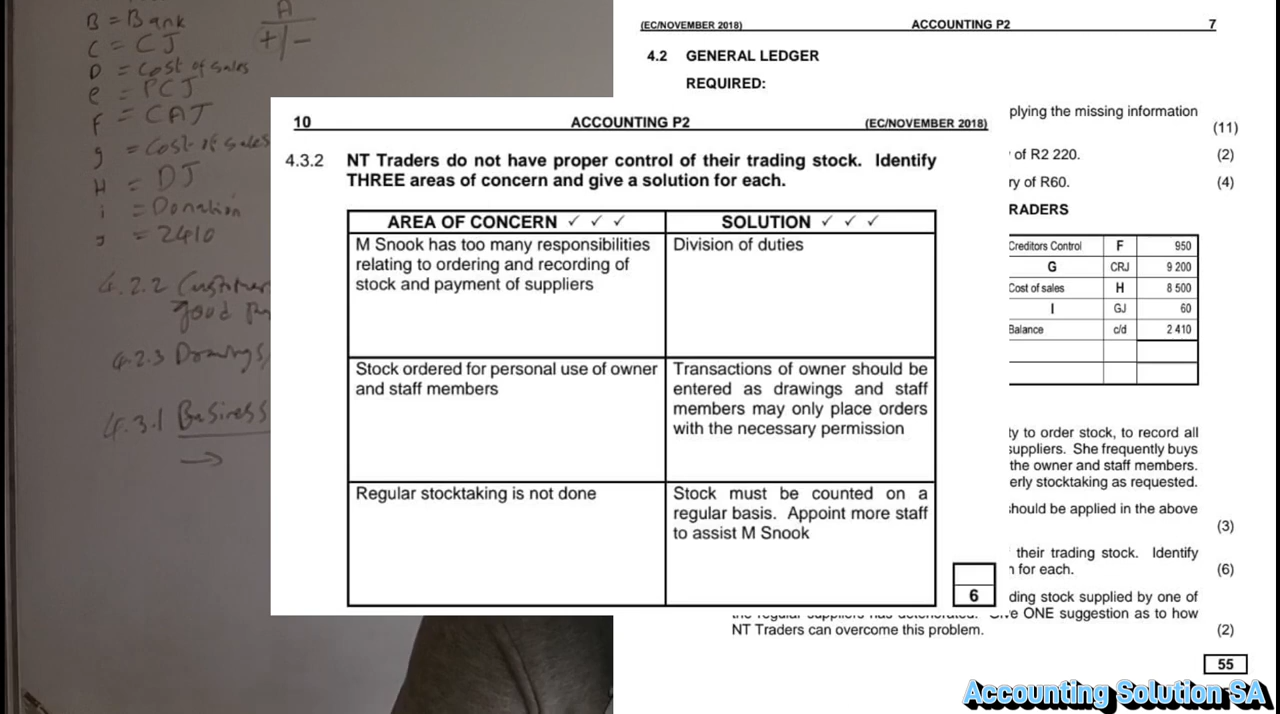 B = Bank
C = CJ
D = Cost of sales
e = PCJ
F = CAJ
g = Cost of sales
H = DJ
i = Donation
j = 2410
A
+/-
4.2.2 Customer
good
4.2.3 Drawings
4.3.1 Business
→
(EC/NOVEMBER 2018) ACCOUNTING P2 7
4.2 GENERAL LEDGER
REQUIRED:
plying the missing information
(11)
of R2 220. (2)
ry of R60. (4)
RADERS
Creditors Control F 950
G CRJ 9 200
Cost of sales H 8 500
I GJ 60
Balance c/d 2 410
ty to order stock, to record all
suppliers. She frequently buys
the owner and staff members.
erly stocktaking as requested.
should be applied in the above
(3)
their trading stock. Identify
n for each. (6)
ding stock supplied by one of
the regular suppliers has deteriorated. Give ONE suggestion as to how
NT Traders can overcome this problem. (2)
55
10 ACCOUNTING P2 (EC/NOVEMBER 2018)
4.3.2 NT Traders do not have proper control of their trading stock. Identify
THREE areas of concern and give a solution for each.
AREA OF CONCERN ✓ ✓ ✓ SOLUTION ✓ ✓ ✓
M Snook has too many responsibilities
relating to ordering and recording of
stock and payment of suppliers
Division of duties
Stock ordered for personal use of owner
and staff members
Transactions of owner should be
entered as drawings and staff
members may only place orders
with the necessary permission
Regular stocktaking is not done
Stock must be counted on a
regular basis. Appoint more staff
to assist M Snook
6
Accounting Solution SA